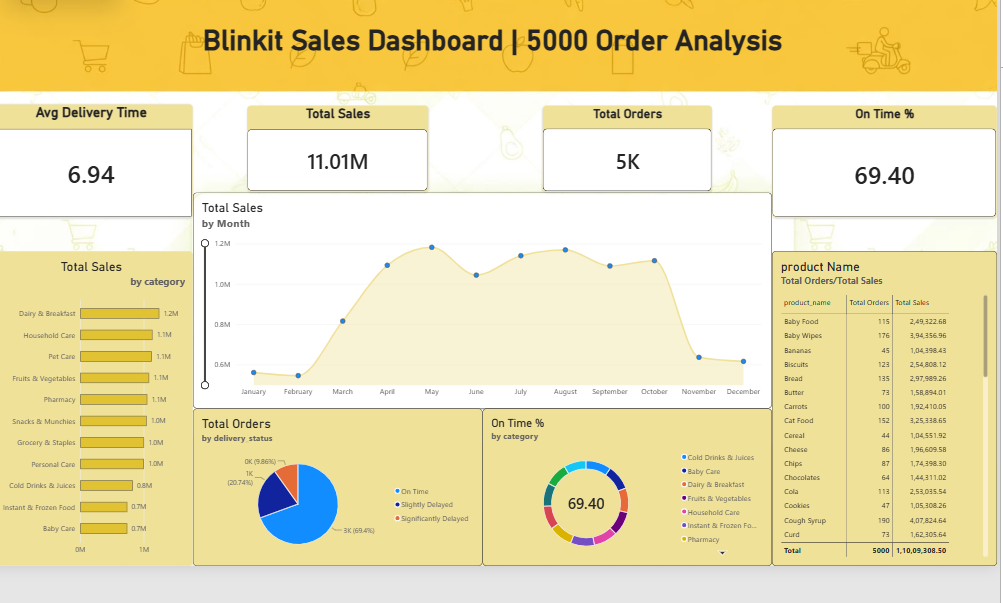 Blinkit Sales Dashboard | 5000 Order Analysis
Avg Delivery Time
6.94
Total Sales
11.01M
Total Orders
5K
On Time %
69.40
Total Sales
by category
Dairy & Breakfast 1.2M
Household Care 1.1M
Pet Care 1.1M
Fruits & Vegetables 1.1M
Pharmacy 1.1M
Snacks & Munchies 1.0M
Grocery & Staples 1.0M
Personal Care 1.0M
Cold Drinks & Juices 0.8M
Instant & Frozen Food 0.7M
Baby Care 0.7M
0M 1M
Total Sales
by Month
1.2M
1.0M
0.8M
0.6M
January February March April May June July August September October November December
Total Orders
by delivery_status
0K (9.86%)
1K
(20.74%)
3K (69.4%)
On Time
Slightly Delayed
Significantly Delayed
On Time %
by category
69.40
Cold Drinks & Juices
Baby Care
Dairy & Breakfast
Fruits & Vegetables
Household Care
Instant & Frozen Fo...
Pharmacy
product Name
Total Orders/Total Sales
product_name Total Orders Total Sales
Baby Food 115 2,49,322.68
Baby Wipes 176 3,94,356.96
Bananas 45 1,04,398.43
Biscuits 123 2,54,808.12
Bread 135 2,97,989.26
Butter 73 1,58,894.01
Carrots 100 1,92,410.05
Cat Food 152 3,25,338.65
Cereal 44 1,04,551.92
Cheese 86 1,96,609.58
Chips 87 1,74,398.30
Chocolates 64 1,44,311.02
Cola 113 2,53,035.54
Cookies 47 1,05,308.26
Cough Syrup 190 4,07,824.64
Curd 73 1,62,305.64
Total 5000 1,10,09,308.50